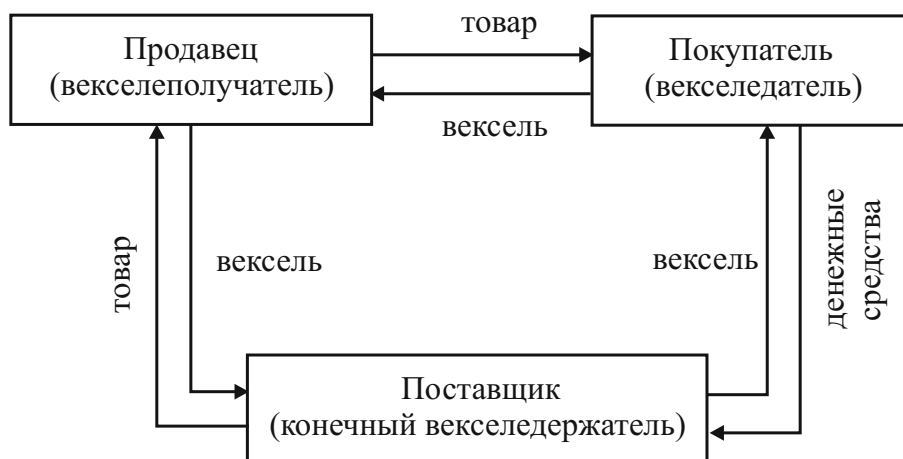 товар
Продавец
(векселеполучатель)
Покупатель
(векселедатель)
вексель
товар
вексель
вексель
денежные
средства
Поставщик
(конечный векселедержатель)